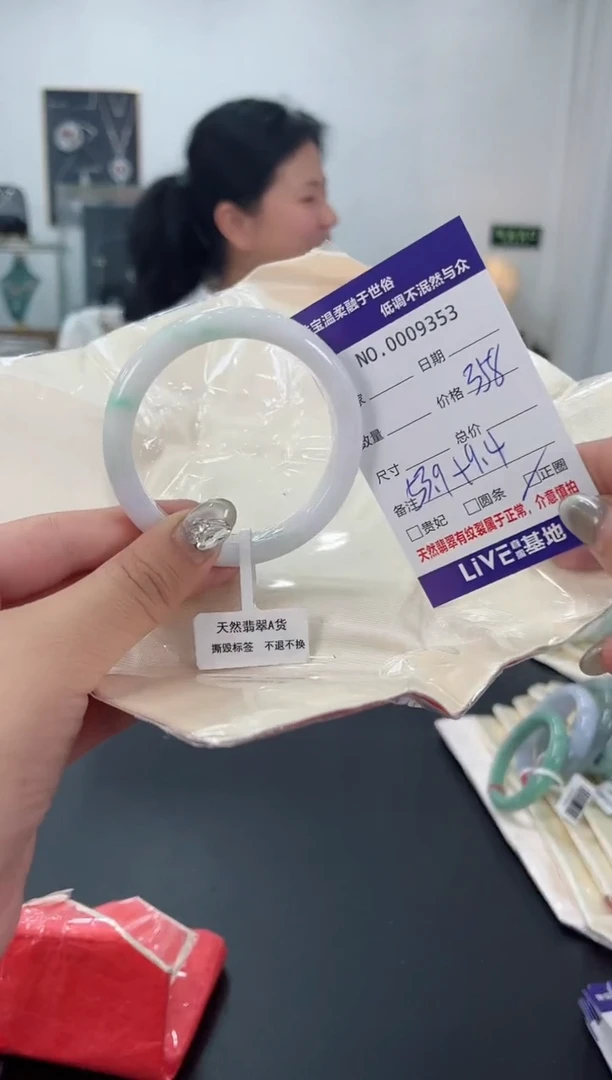 宝温柔融于世俗
低调不泯然与众
NO.0009353
日期
价格 358
数量
总价
尺寸 53.9+9.4
备注
□贵妃 □圆条 □正圈
天然翡翠有纹裂属于正常，介意慎拍
LiVE 基地
天然翡翠A货
撕毁标签 不退不换